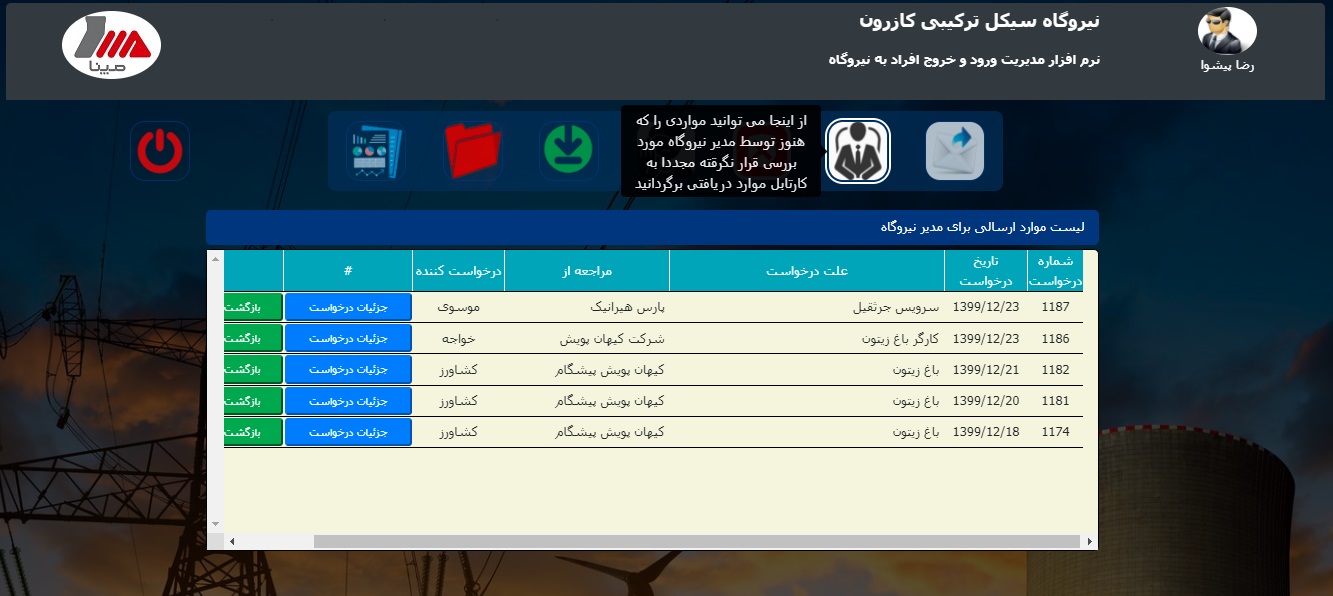 نیروگاه سیکل ترکیبی کازرون
نرم افزار مدیریت ورود و خروج افراد به نیروگاه
رضا پیشوا
مپنا
از اینجا می توانید مواردی را که
هنوز توسط مدیر نیروگاه مورد
بررسی قرار نگرفته مجددا به
کارتابل موارد دریافتی برگردانید
لیست موارد ارسالی برای مدیر نیروگاه
شماره درخواست تاریخ درخواست علت درخواست مراجعه از درخواست کننده #
1187 1399/12/23 سرویس جرثقیل پارس هیرانیک موسوی جزئیات درخواست بازگشت
1186 1399/12/23 کارگر باغ زیتون شرکت کیهان پویش خواجه جزئیات درخواست بازگشت
1182 1399/12/21 باغ زیتون کیهان پویش پیشگام کشاورز جزئیات درخواست بازگشت
1181 1399/12/20 باغ زیتون کیهان پویش پیشگام کشاورز جزئیات درخواست بازگشت
1174 1399/12/18 باغ زیتون کیهان پویش پیشگام کشاورز جزئیات درخواست بازگشت